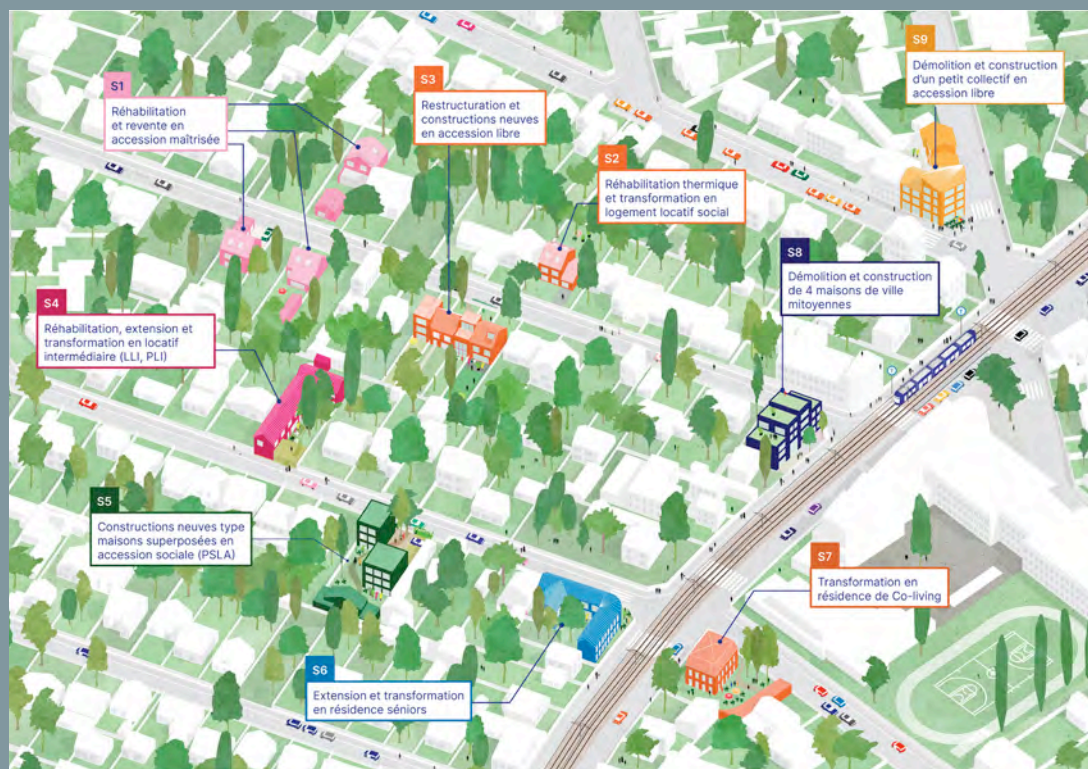 S1
Réhabilitation
et revente en
accession maîtrisée
S3
Restructuration et
constructions neuves
en accession libre
S9
Démolition et construction
d'un petit collectif en
accession libre
S2
Réhabilitation thermique
et transformation en
logement locatif social
S8
Démolition et construction
de 4 maisons de ville
mitoyennes
S4
Réhabilitation, extension et
transformation en locatif
intermédiaire (LLI, PLI)
S5
Constructions neuves type
maisons superposées en
accession sociale (PSLA)
S7
Transformation en
résidence de Co-living
S6
Extension et transformation
en résidence séniors